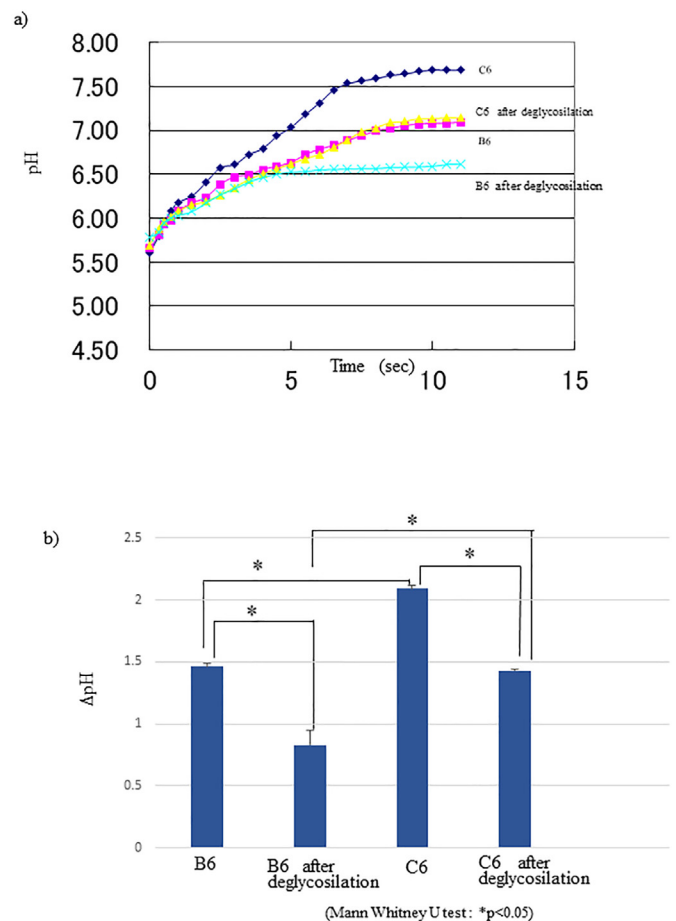 a)
8.00
7.50
7.00
6.50
6.00
5.50
5.00
4.50
pH
C6
C6 after deglycosilation
B6
B6 after deglycosilation
0
5
10
15
Time (sec)
b)
2.5
2
1.5
1
0.5
0
ΔpH
*
*
*
*
B6
B6 after
deglycosilation
C6
C6 after
deglycosilation
(Mann Whitney U test: *p<0.05)